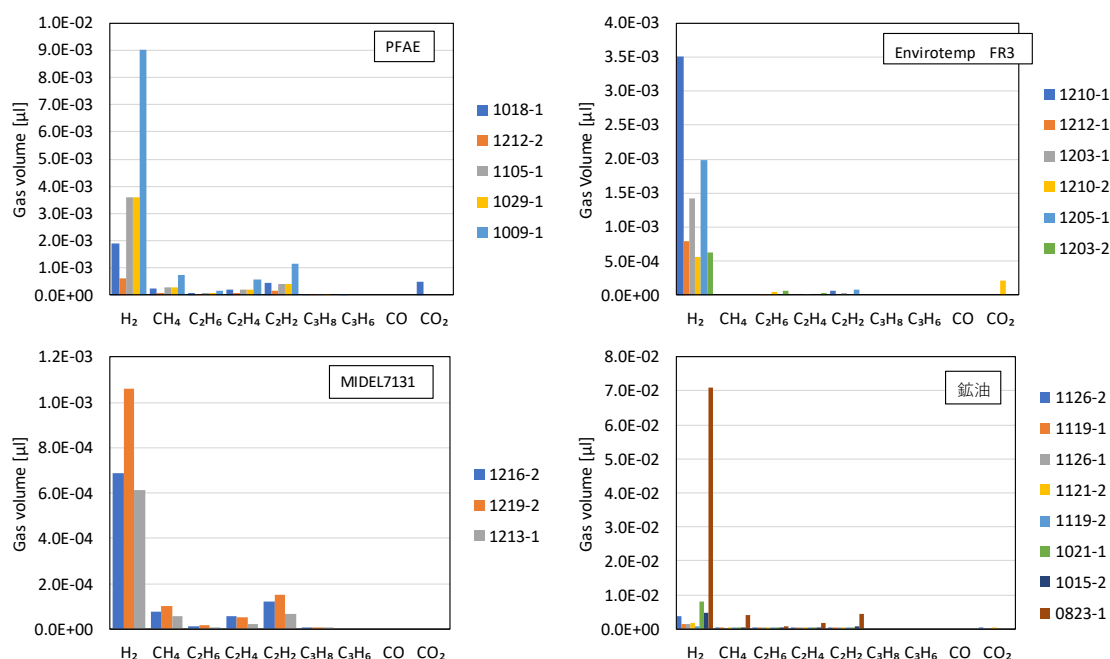 PFAE
Gas volume [µl]
1.0E-02
9.0E-03
8.0E-03
7.0E-03
6.0E-03
5.0E-03
4.0E-03
3.0E-03
2.0E-03
1.0E-03
0.0E+00
H₂ CH₄ C₂H₆ C₂H₄ C₂H₂ C₃H₈ C₃H₆ CO CO₂
1018-1
1212-2
1105-1
1029-1
1009-1
Envirotemp FR3
Gas Volume [µl]
4.0E-03
3.5E-03
3.0E-03
2.5E-03
2.0E-03
1.5E-03
1.0E-03
5.0E-04
0.0E+00
H₂ CH₄ C₂H₆ C₂H₄ C₂H₂ C₃H₈ C₃H₆ CO CO₂
1210-1
1212-1
1203-1
1210-2
1205-1
1203-2
MIDEL7131
Gas volume [µl]
1.2E-03
1.0E-03
8.0E-04
6.0E-04
4.0E-04
2.0E-04
0.0E+00
H₂ CH₄ C₂H₆ C₂H₄ C₂H₂ C₃H₈ C₃H₆ CO CO₂
1216-2
1219-2
1213-1
鉱油
Gas volume [µl]
8.0E-02
7.0E-02
6.0E-02
5.0E-02
4.0E-02
3.0E-02
2.0E-02
1.0E-02
0.0E+00
H₂ CH₄ C₂H₆ C₂H₄ C₂H₂ C₃H₈ C₃H₆ CO CO₂
1126-2
1119-1
1126-1
1121-2
1119-2
1021-1
1015-2
0823-1